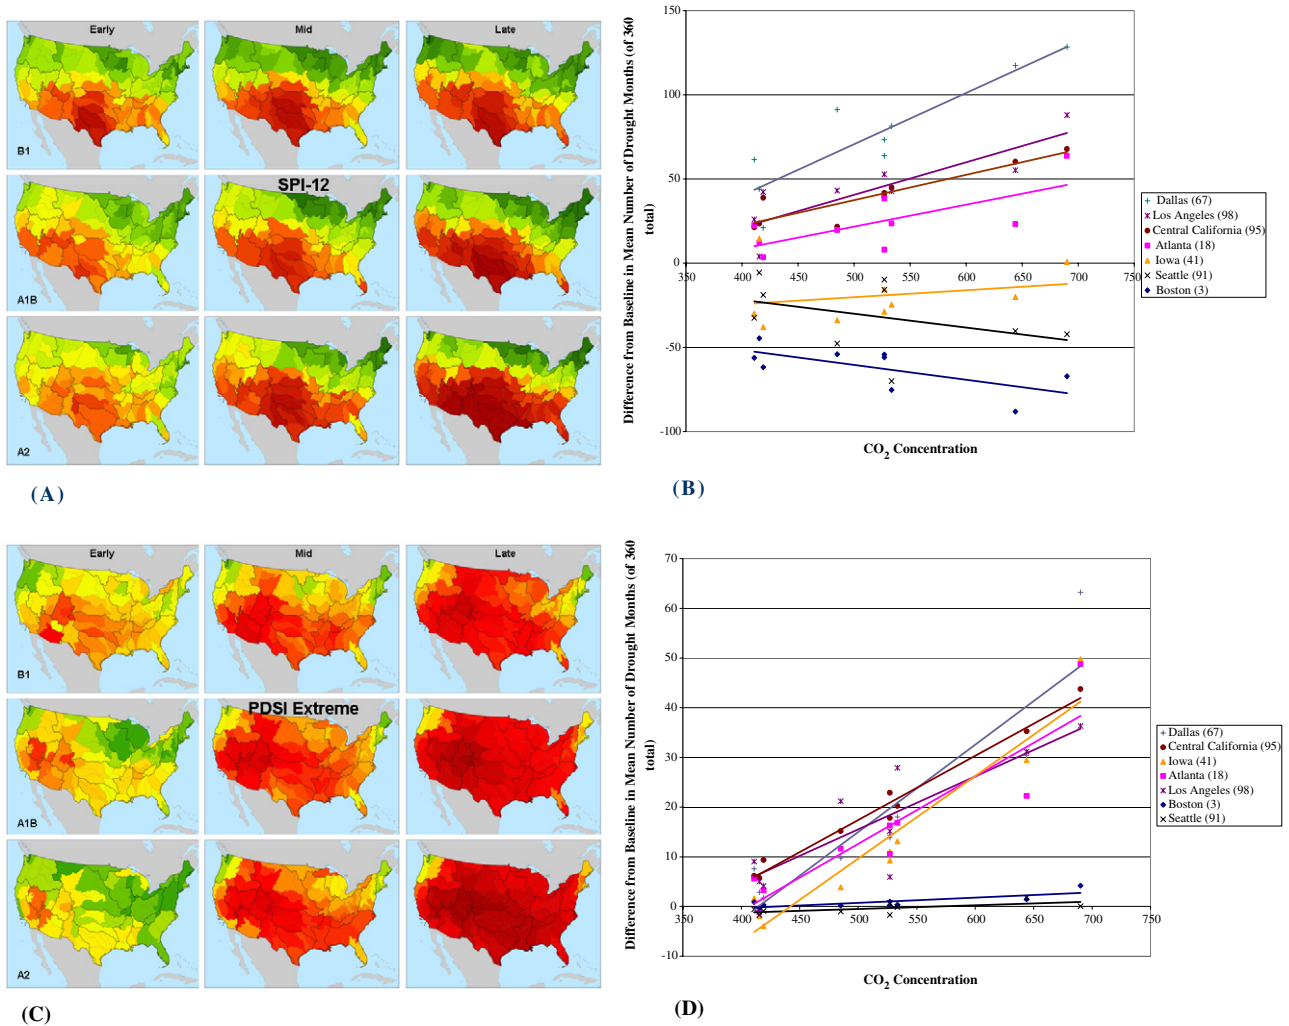 Early Mid Late
B1
SPI-12
A1B
A2
(A)
Difference from Baseline in Mean Number of Drought Months (of 360
total)
150
100
50
0
-50
-100
350 400 450 500 550 600 650 700 750
CO2 Concentration
Dallas (67)
Los Angeles (98)
Central California (95)
Atlanta (18)
Iowa (41)
Seattle (91)
Boston (3)
(B)
Early Mid Late
B1
PDSI Extreme
A1B
A2
(C)
Difference from Baseline in Mean Number of Drought Months (of 360
total)
70
60
50
40
30
20
10
0
-10
350 400 450 500 550 600 650 700 750
CO2 Concentration
Dallas (67)
Central California (95)
Iowa (41)
Atlanta (18)
Los Angeles (98)
Boston (3)
Seattle (91)
(D)